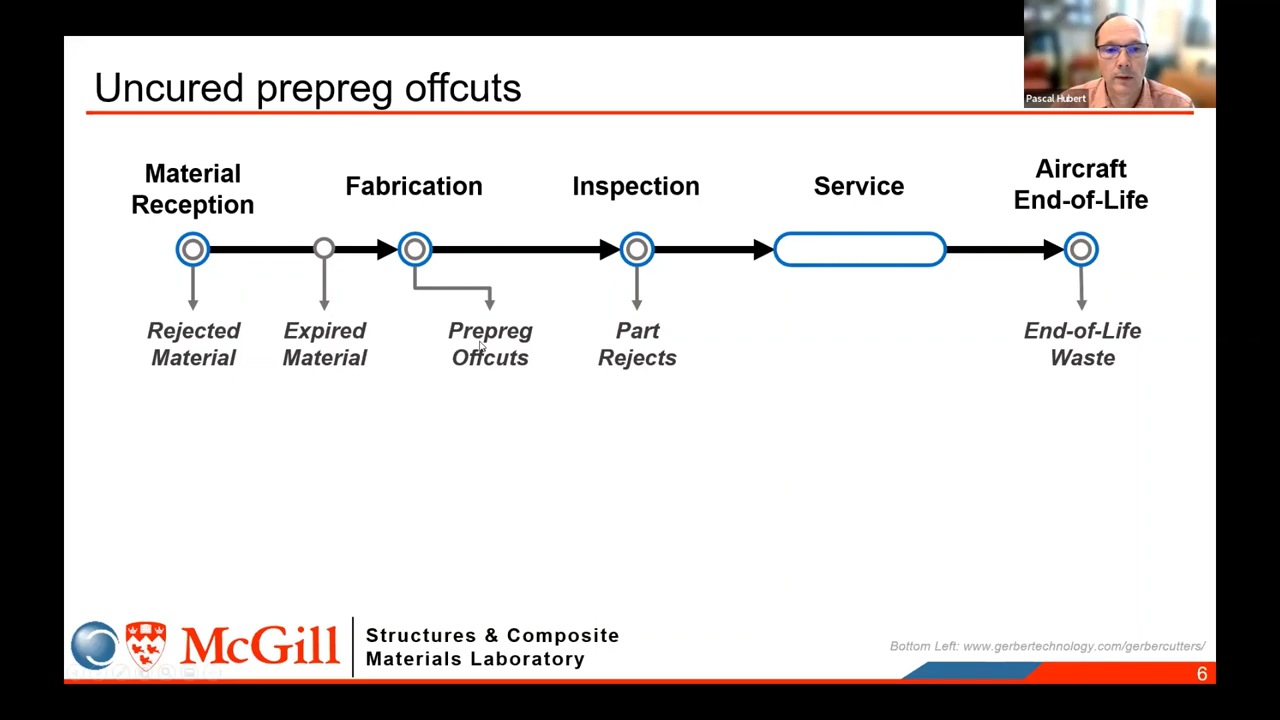 Pascal Hubert
Uncured prepreg offcuts
Material
Reception
Fabrication
Inspection
Service
Aircraft
End-of-Life
Rejected
Material
Expired
Material
Prepreg
Offcuts
Part
Rejects
End-of-Life
Waste
McGill
Structures & Composite
Materials Laboratory
Bottom Left: www.gerbertechnology.com/gerbercutters/
6